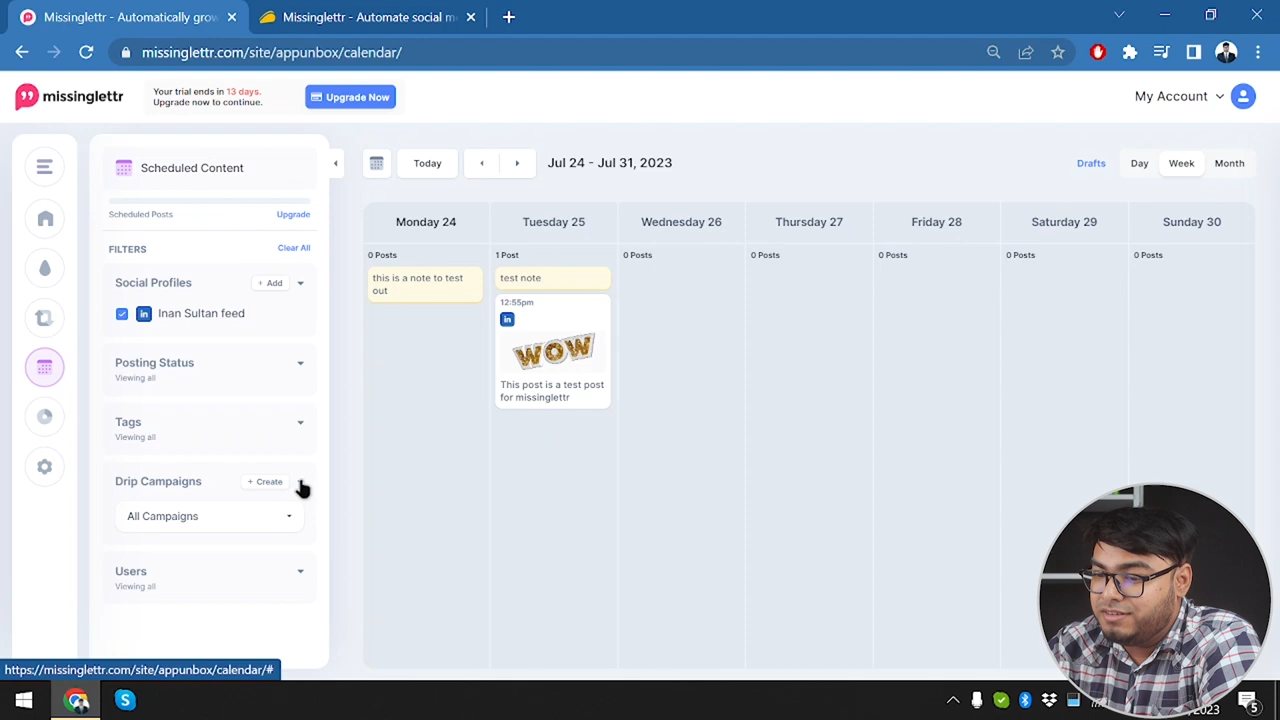 Missinglettr - Automatically grow
Missinglettr - Automate social m
missinglettr.com/site/appunbox/calendar/
missinglettr
Your trial ends in 13 days.
Upgrade now to continue.
Upgrade Now
My Account
Scheduled Content
Scheduled Posts
Upgrade
FILTERS
Clear All
Social Profiles
+ Add
in
Inan Sultan feed
Posting Status
Viewing all
Tags
Viewing all
Drip Campaigns
+ Create
All Campaigns
Users
Viewing all
Today
Jul 24 - Jul 31, 2023
Drafts
Day
Week
Month
Monday 24
Tuesday 25
Wednesday 26
Thursday 27
Friday 28
Saturday 29
Sunday 30
0 Posts
1 Post
0 Posts
0 Posts
0 Posts
0 Posts
0 Posts
this is a note to test
out
test note
12:55pm
in
WOW
This post is a test post
for missinglettr
https://missinglettr.com/site/appunbox/calendar/#
2023
5